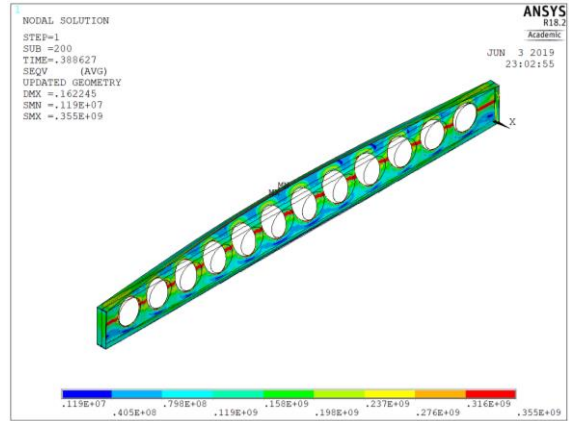 1
NODAL SOLUTION
STEP=1
SUB =200
TIME=.388627
SEQV (AVG)
UPDATED GEOMETRY
DMX =.162245
SMN =.119E+07
SMX =.355E+09
ANSYS
R18.2
Academic
JUN 3 2019
23:02:55
X
.119E+07 .798E+08 .158E+09 .237E+09 .316E+09
.405E+08 .119E+09 .198E+09 .276E+09 .355E+09